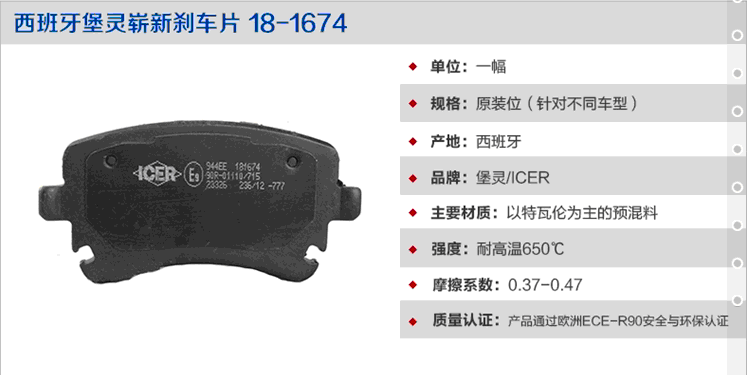 西班牙堡灵崭新刹车片 18-1674
单位：一幅
规格：原装位（针对不同车型）
产地：西班牙
品牌：堡灵/ICER
主要材质：以特瓦伦为主的预混料
强度：耐高温650℃
摩擦系数：0.37-0.47
质量认证：产品通过欧洲ECE-R90安全与环保认证
ICER E9 944EE 181674
90R-01110/715
23326 236/12 -777